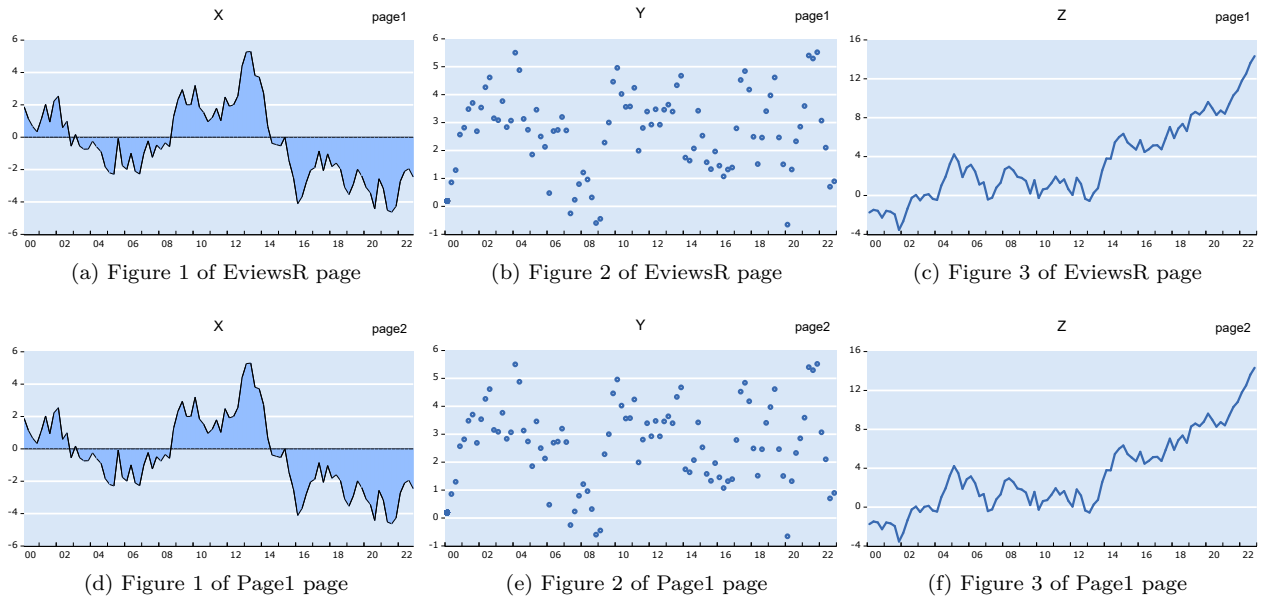 X page1
6
4
2
0
-2
-4
-6
00 02 04 06 08 10 12 14 16 18 20 22
(a) Figure 1 of EviewsR page
Y page1
6
5
4
3
2
1
0
-1
00 02 04 06 08 10 12 14 16 18 20 22
(b) Figure 2 of EviewsR page
Z page1
16
12
8
4
0
-4
00 02 04 06 08 10 12 14 16 18 20 22
(c) Figure 3 of EviewsR page
X page2
6
4
2
0
-2
-4
-6
00 02 04 06 08 10 12 14 16 18 20 22
(d) Figure 1 of Page1 page
Y page2
6
5
4
3
2
1
0
-1
00 02 04 06 08 10 12 14 16 18 20 22
(e) Figure 2 of Page1 page
Z page2
16
12
8
4
0
-4
00 02 04 06 08 10 12 14 16 18 20 22
(f) Figure 3 of Page1 page